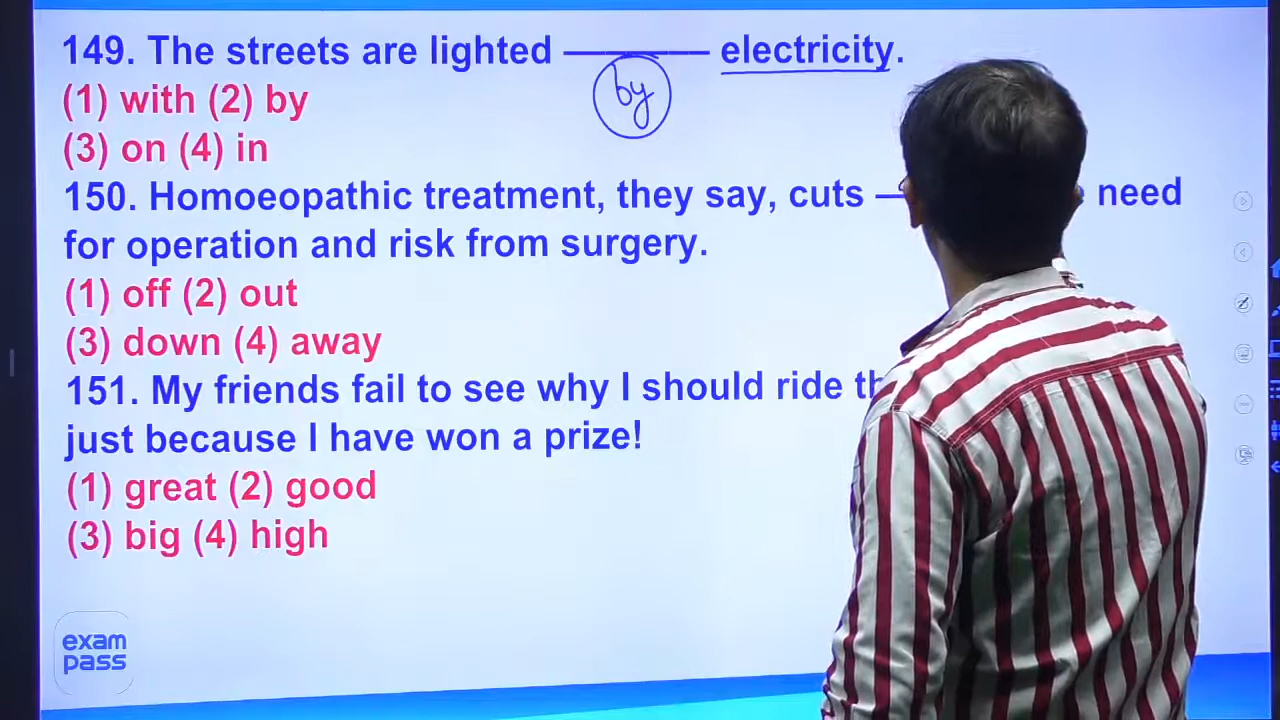 149. The streets are lighted ———— electricity.
by
(1) with (2) by
(3) on (4) in
150. Homoeopathic treatment, they say, cuts — need
for operation and risk from surgery.
(1) off (2) out
(3) down (4) away
151. My friends fail to see why I should ride
just because I have won a prize!
(1) great (2) good
(3) big (4) high
exam
pass